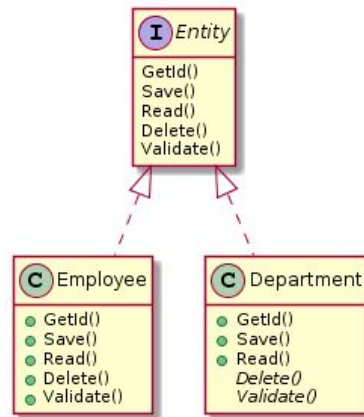 I Entity
GetId()
Save()
Read()
Delete()
Validate()
C Employee
GetId()
Save()
Read()
Delete()
Validate()
C Department
GetId()
Save()
Read()
Delete()
Validate()